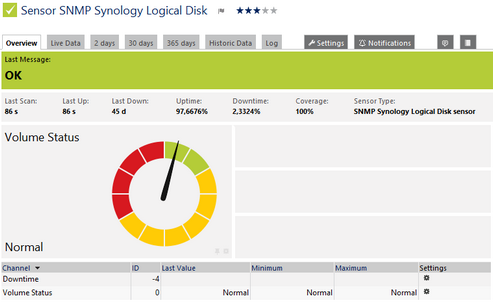 Sensor SNMP Synology Logical Disk
Overview Live Data 2 days 30 days 365 days Historic Data Log Settings Notifications
Last Message:
OK
Last Scan: Last Up: Last Down: Uptime: Downtime: Coverage: Sensor Type:
86 s 86 s 45 d 97,6676% 2,3324% 100% SNMP Synology Logical Disk sensor
Volume Status
Normal
Channel ID Last Value Minimum Maximum Settings
Downtime -4
Volume Status 0 Normal Normal Normal